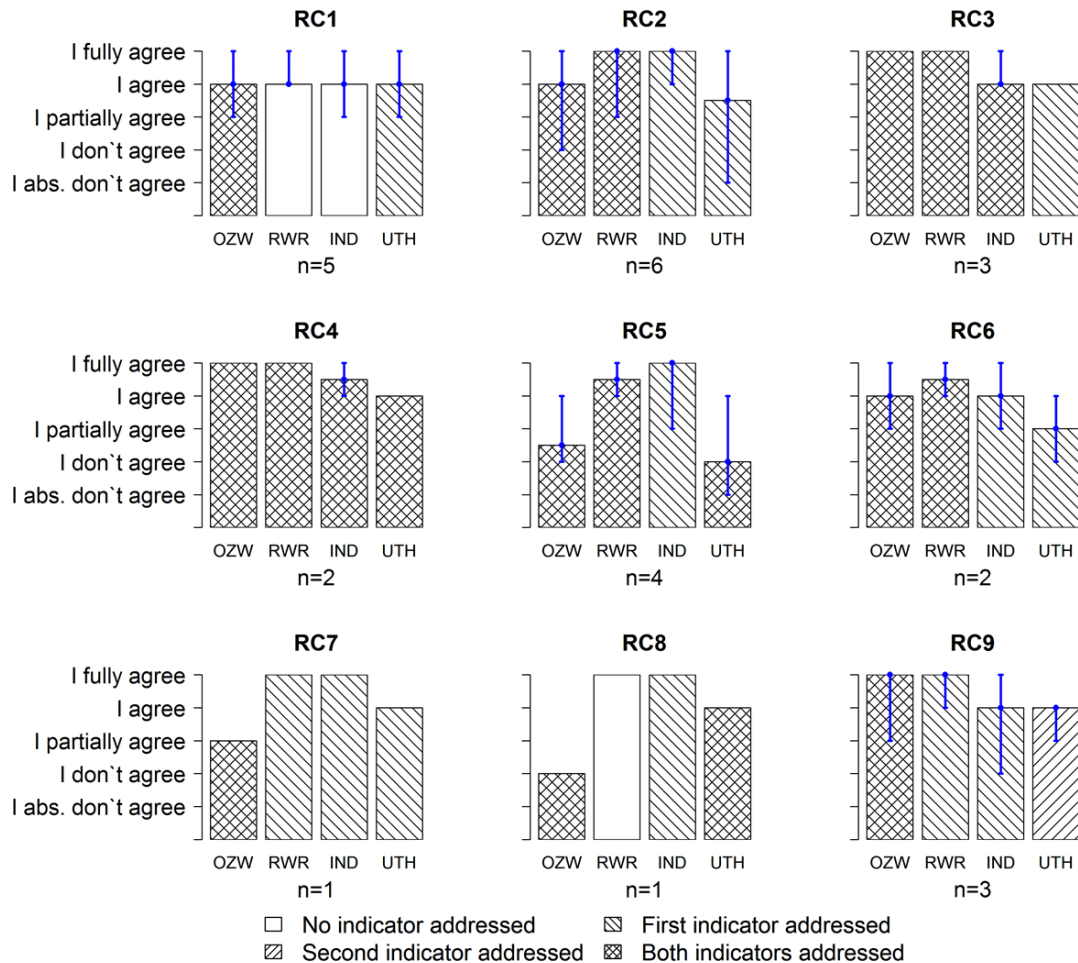 RC1 RC2 RC3
I fully agree
I agree
I partially agree
I don`t agree
I abs. don`t agree
OZW RWR IND UTH OZW RWR IND UTH OZW RWR IND UTH
n=5 n=6 n=3
RC4 RC5 RC6
I fully agree
I agree
I partially agree
I don`t agree
I abs. don`t agree
OZW RWR IND UTH OZW RWR IND UTH OZW RWR IND UTH
n=2 n=4 n=2
RC7 RC8 RC9
I fully agree
I agree
I partially agree
I don`t agree
I abs. don`t agree
OZW RWR IND UTH OZW RWR IND UTH OZW RWR IND UTH
n=1 n=1 n=3
No indicator addressed First indicator addressed
Second indicator addressed Both indicators addressed